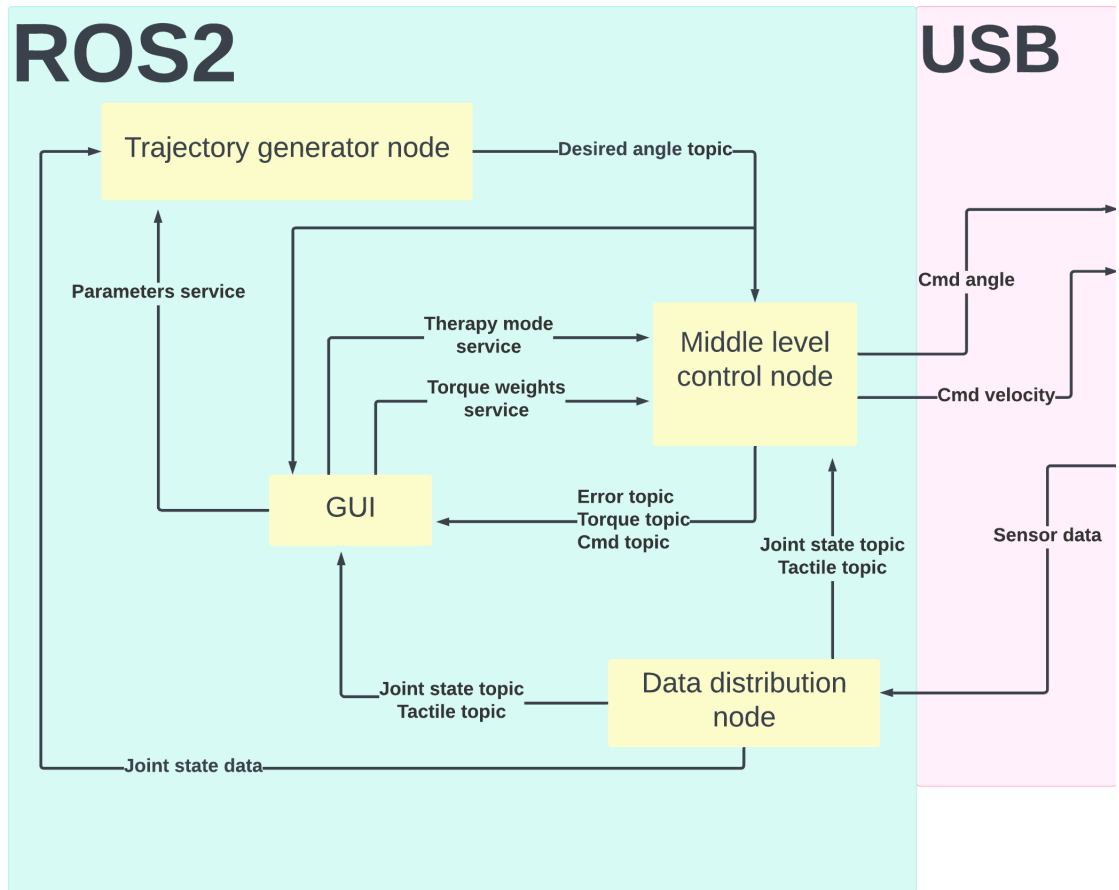 ROS2
USB
Trajectory generator node
Desired angle topic
Parameters service
Cmd angle
Therapy mode
service
Middle level
control node
Torque weights
service
Cmd velocity
GUI
Error topic
Torque topic
Cmd topic
Joint state topic
Tactile topic
Sensor data
Joint state topic
Tactile topic
Data distribution
node
Joint state data